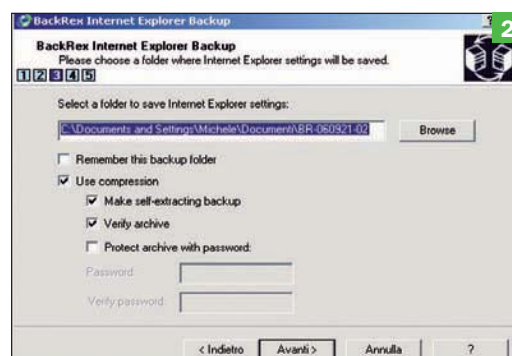 BackRex Internet Explorer Backup
?
2
BackRex Internet Explorer Backup
Please choose a folder where Internet Explorer settings will be saved.
1 2 3 4 5
Select a folder to save Internet Explorer settings:
C:\Documents and Settings\Michele\Documenti\BR-060921-02
Browse
Remember this backup folder
Use compression
Make self-extracting backup
Verify archive
Protect archive with password:
Password:
Verify password:
< Indietro Avanti > Annulla ?